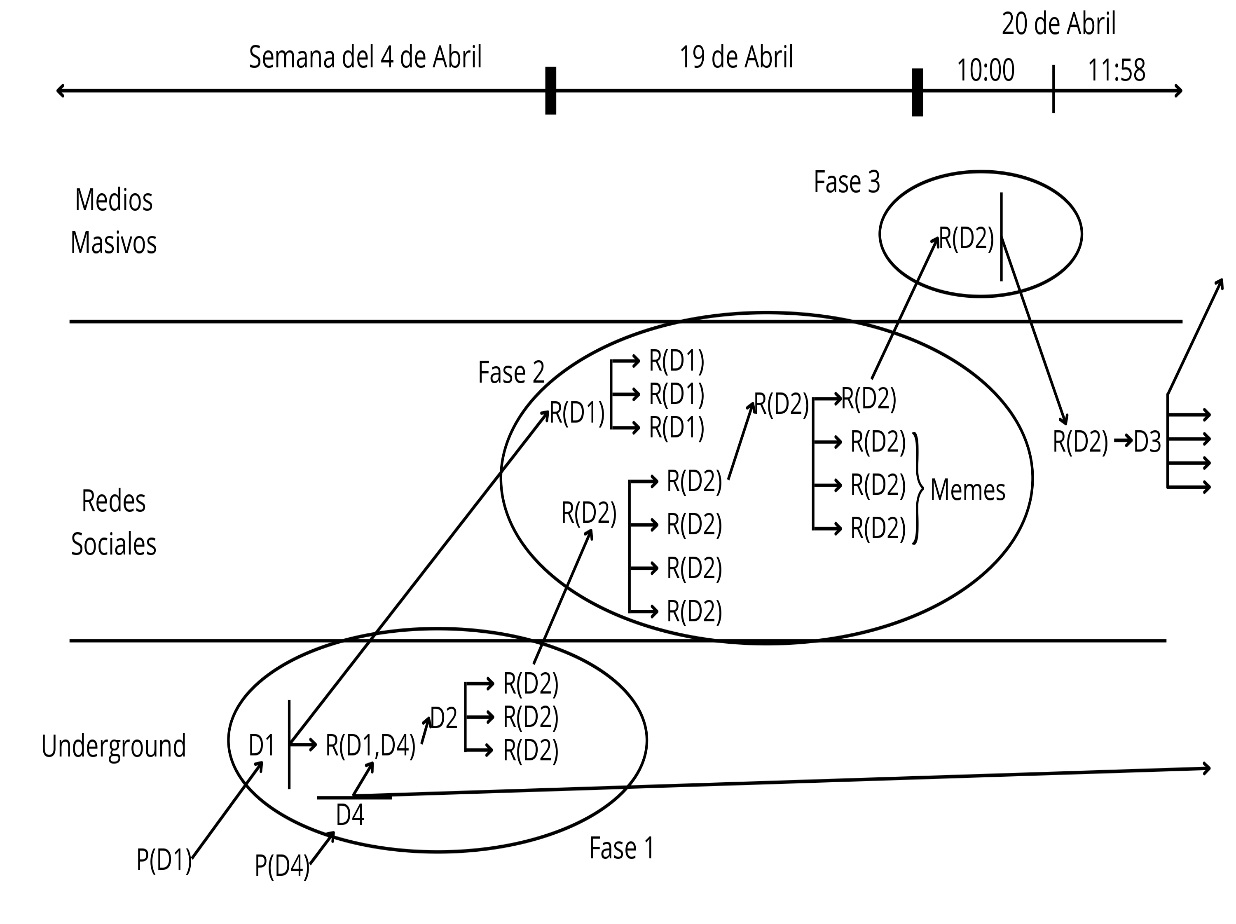 20 de Abril
Semana del 4 de Abril
19 de Abril
10:00
11:58
Fase 3
Medios
Masivos
R(D2)
Fase 2
R(D1)
R(D1)
R(D1)
R(D1)
R(D2)
R(D2)
R(D2)
R(D2)
R(D2)
Memes
R(D2)
D3
Redes
Sociales
R(D2)
R(D2)
R(D2)
R(D2)
R(D2)
Underground
D1
R(D1,D4)
D2
R(D2)
R(D2)
R(D2)
D4
P(D1)
P(D4)
Fase 1